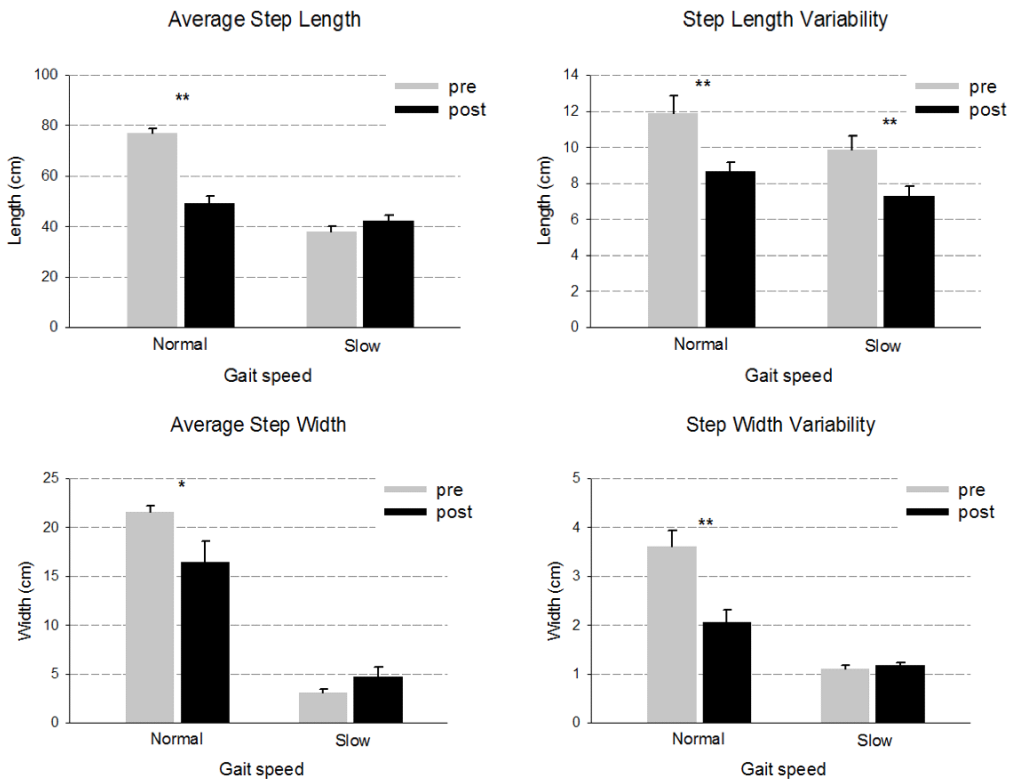 Average Step Length
100
80
60
40
20
0
Length (cm)
**
pre
post
Normal
Slow
Gait speed
Step Length Variability
14
12
10
8
6
4
2
0
Length (cm)
**
**
pre
post
Normal
Slow
Gait speed
Average Step Width
25
20
15
10
5
0
Width (cm)
*
pre
post
Normal
Slow
Gait speed
Step Width Variability
5
4
3
2
1
0
Width (cm)
**
pre
post
Normal
Slow
Gait speed